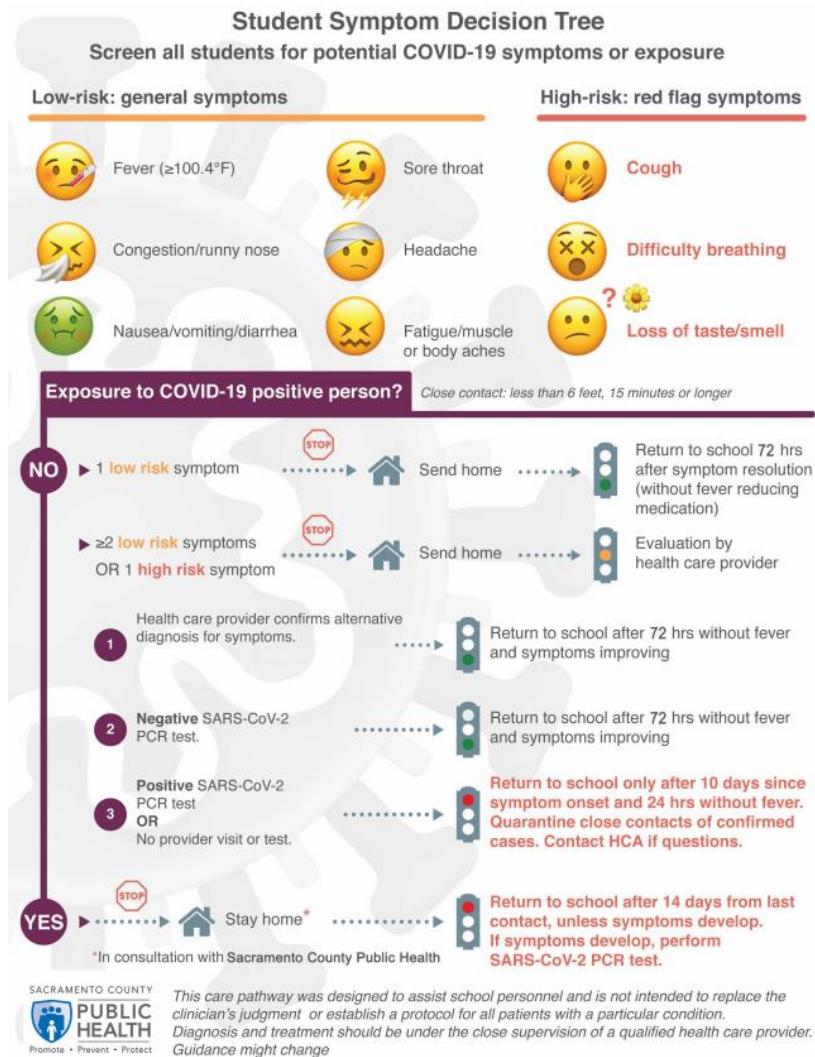 Student Symptom Decision Tree
Screen all students for potential COVID-19 symptoms or exposure
Low-risk: general symptoms
High-risk: red flag symptoms
Fever (≥100.4°F)
Sore throat
Cough
Congestion/runny nose
Headache
Difficulty breathing
Nausea/vomiting/diarrhea
Fatigue/muscle
or body aches
?
Loss of taste/smell
Exposure to COVID-19 positive person?
Close contact: less than 6 feet, 15 minutes or longer
NO
1 low risk symptom
STOP
Send home
Return to school 72 hrs
after symptom resolution
(without fever reducing
medication)
≥2 low risk symptoms
OR 1 high risk symptom
STOP
Send home
Evaluation by
health care provider
1
Health care provider confirms alternative
diagnosis for symptoms.
Return to school after 72 hrs without fever
and symptoms improving
2
Negative SARS-CoV-2
PCR test.
Return to school after 72 hrs without fever
and symptoms improving
3
Positive SARS-CoV-2
PCR test
OR
No provider visit or test.
Return to school only after 10 days since
symptom onset and 24 hrs without fever.
Quarantine close contacts of confirmed
cases. Contact HCA if questions.
YES
STOP
Stay home*
Return to school after 14 days from last
contact, unless symptoms develop.
If symptoms develop, perform
SARS-CoV-2 PCR test.
*In consultation with Sacramento County Public Health
SACRAMENTO COUNTY
PUBLIC
HEALTH
Promote • Prevent • Protect
This care pathway was designed to assist school personnel and is not intended to replace the
clinician's judgment or establish a protocol for all patients with a particular condition.
Diagnosis and treatment should be under the close supervision of a qualified health care provider.
Guidance might change